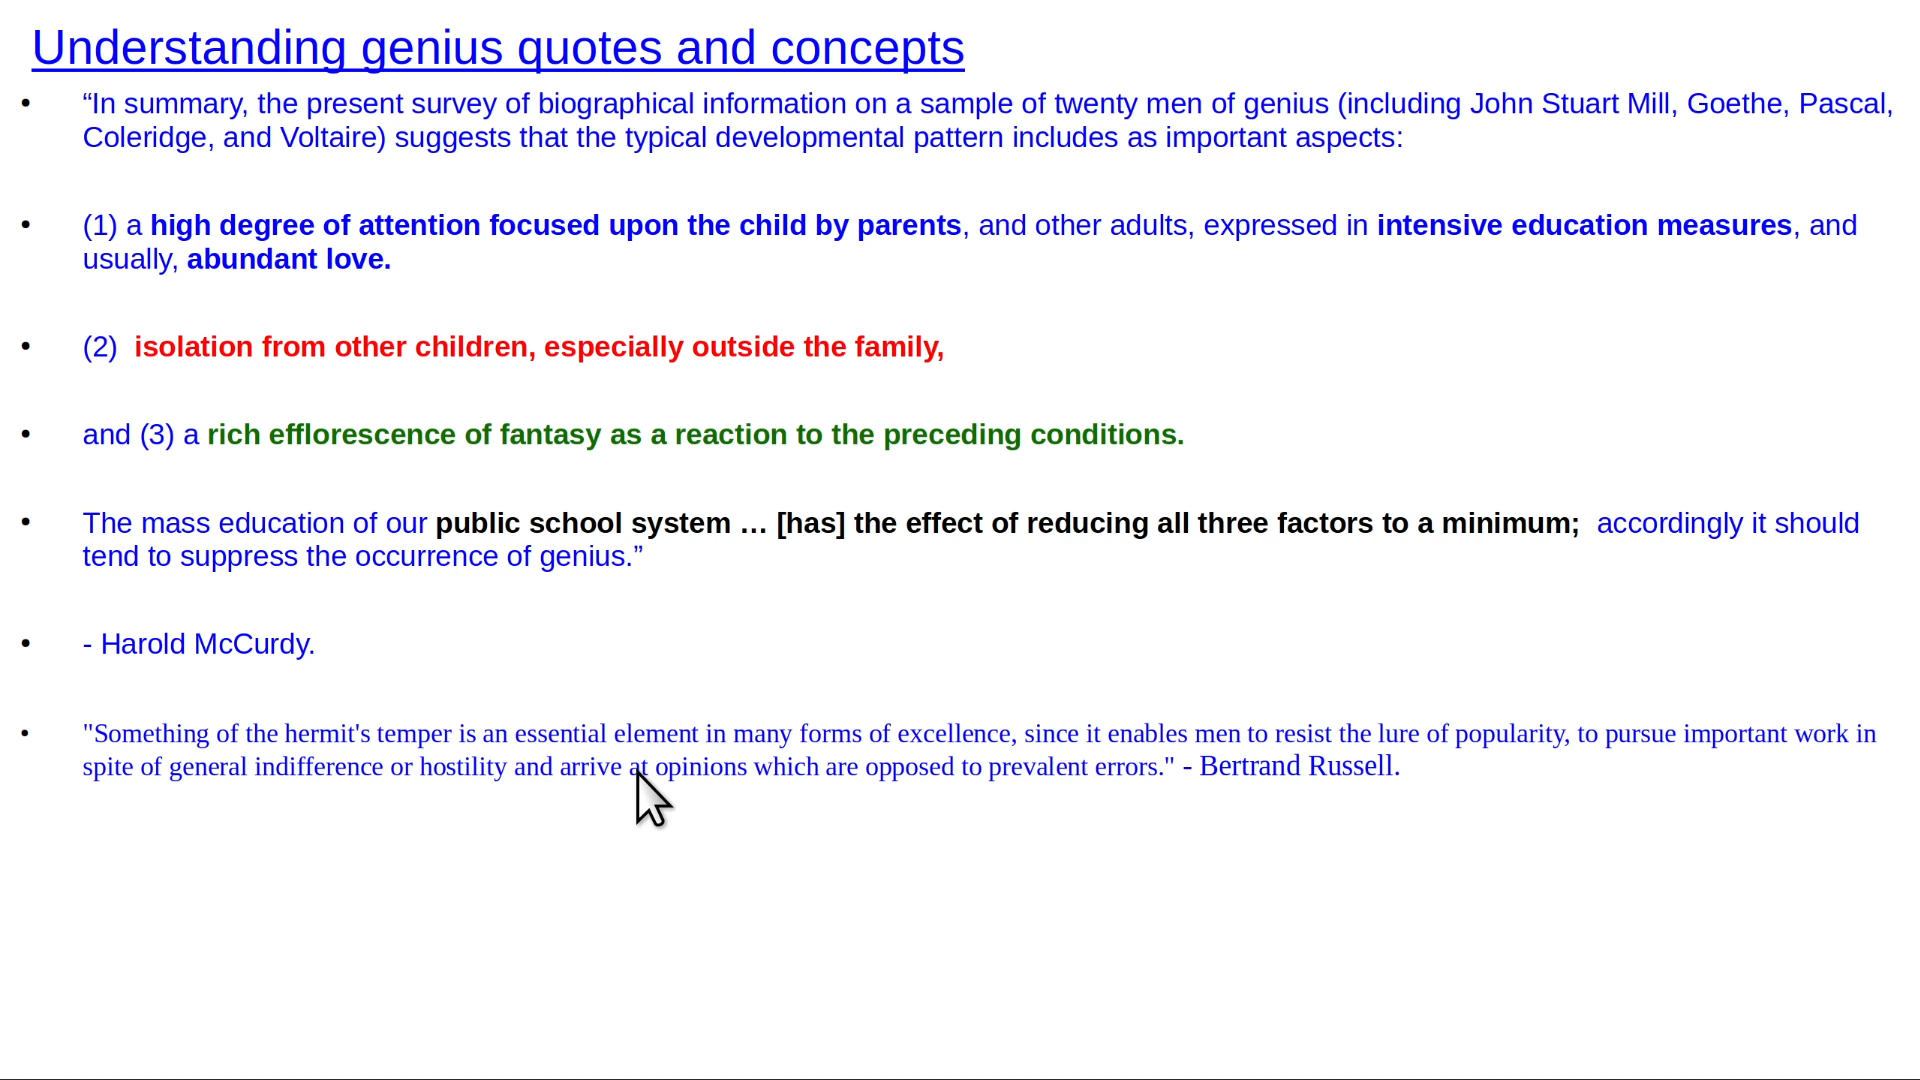 Understanding genius quotes and concepts
• “In summary, the present survey of biographical information on a sample of twenty men of genius (including John Stuart Mill, Goethe, Pascal,
Coleridge, and Voltaire) suggests that the typical developmental pattern includes as important aspects:
• (1) a high degree of attention focused upon the child by parents, and other adults, expressed in intensive education measures, and
usually, abundant love.
• (2) isolation from other children, especially outside the family,
• and (3) a rich efflorescence of fantasy as a reaction to the preceding conditions.
• The mass education of our public school system … [has] the effect of reducing all three factors to a minimum; accordingly it should
tend to suppress the occurrence of genius.”
• - Harold McCurdy.
• "Something of the hermit's temper is an essential element in many forms of excellence, since it enables men to resist the lure of popularity, to pursue important work in
spite of general indifference or hostility and arrive at opinions which are opposed to prevalent errors." - Bertrand Russell.